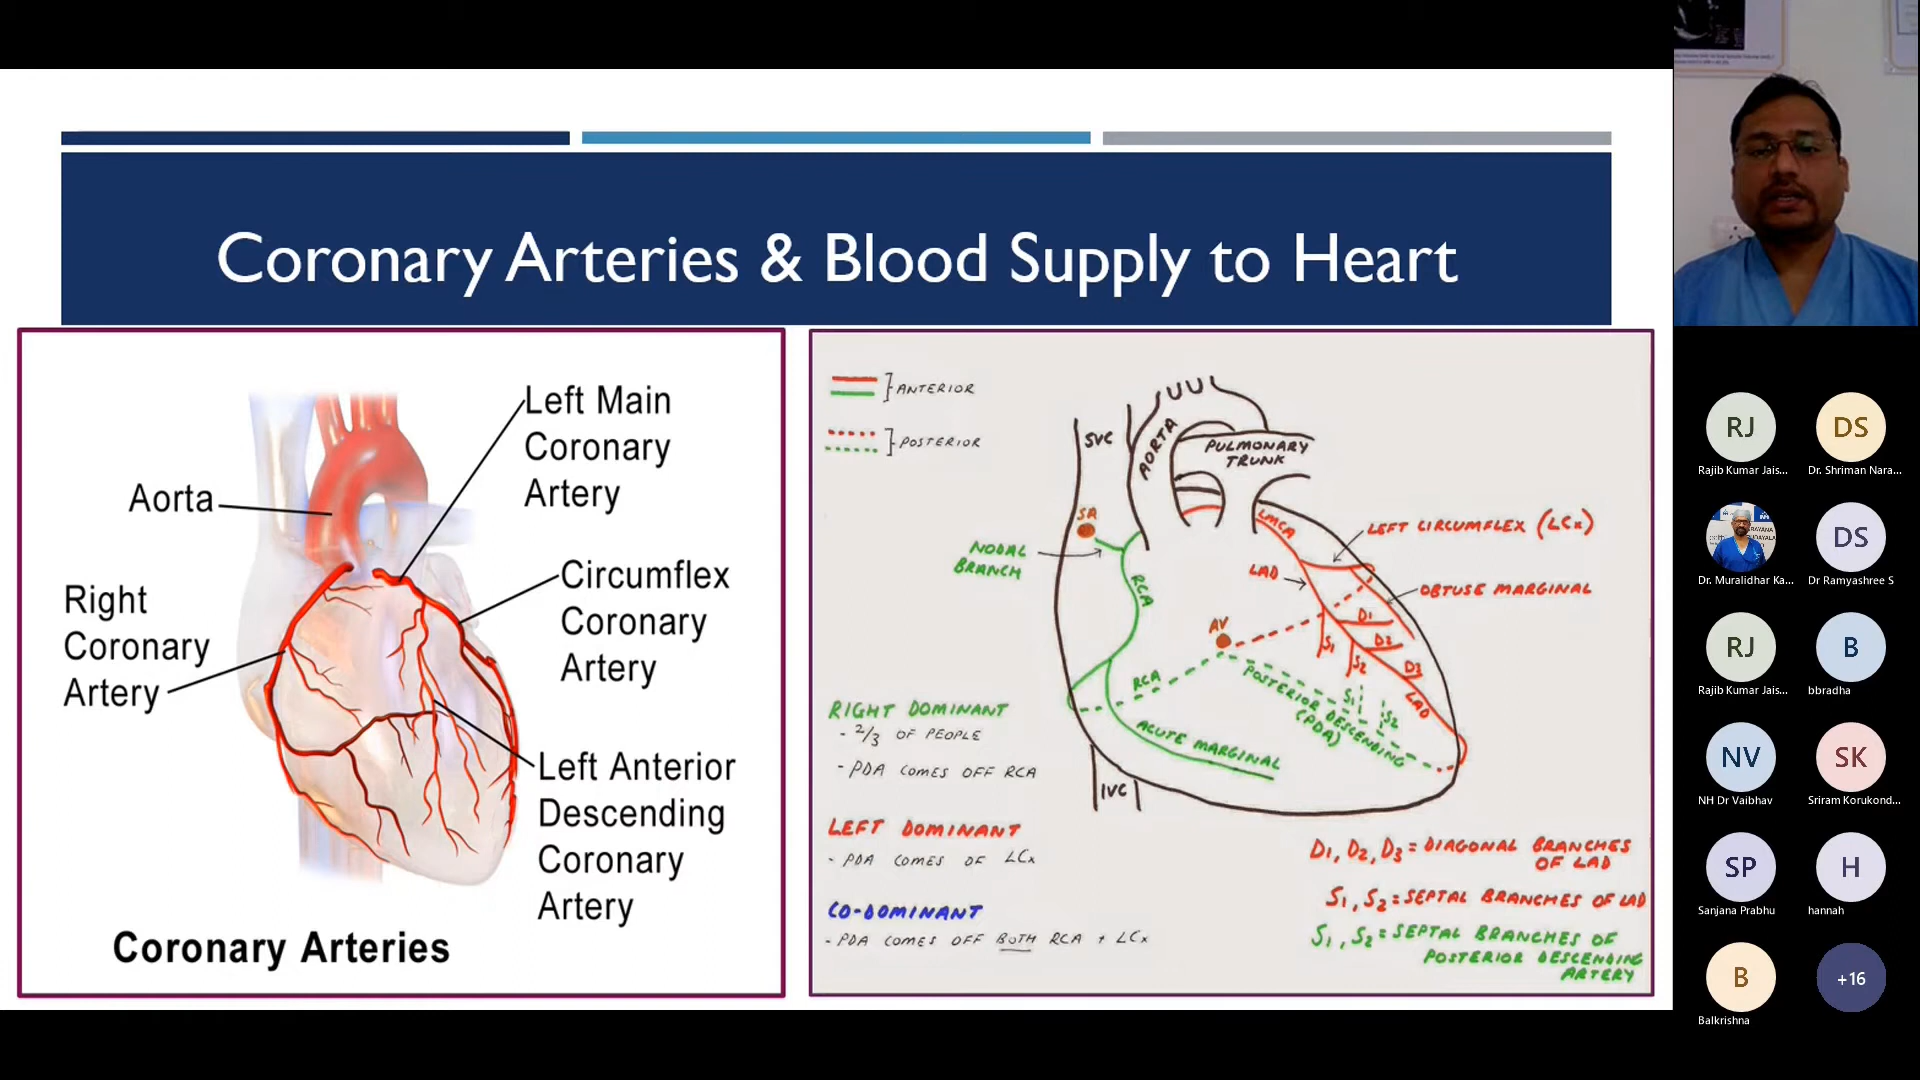 Coronary Arteries & Blood Supply to Heart
Left Main
Coronary
Artery
Aorta
Circumflex
Coronary
Artery
Right
Coronary
Artery
Left Anterior
Descending
Coronary
Artery
Coronary Arteries
ANTERIOR
POSTERIOR
SVC
AORTA
PULMONARY
TRUNK
SA
NODAL
BRANCH
RCA
LMCA
LEFT CIRCUMFLEX (LCx)
LAD
OBTUSE MARGINAL
AV
D1
D2
D3
S1
S2
LAD
RCA
POSTERIOR DESCENDING
(PDA)
S1
S2
ACUTE MARGINAL
IVC
RIGHT DOMINANT
- 2/3 OF PEOPLE
- PDA COMES OFF RCA
LEFT DOMINANT
- PDA COMES OF LCx
CO-DOMINANT
- PDA COMES OFF BOTH RCA + LCx
D1, D2, D3 = DIAGONAL BRANCHES
OF LAD
S1, S2 = SEPTAL BRANCHES OF LAD
S1, S2 = SEPTAL BRANCHES OF
POSTERIOR DESCENDING
ARTERY
RJ
Rajib Kumar Jais...
DS
Dr. Shriman Nara...
Dr. Muralidhar Ka...
DS
Dr Ramyashree S
RJ
Rajib Kumar Jais...
B
bbradha
NV
NH Dr Vaibhav
SK
Sriram Korukond...
SP
Sanjana Prabhu
H
hannah
B
Balkrishna
+16